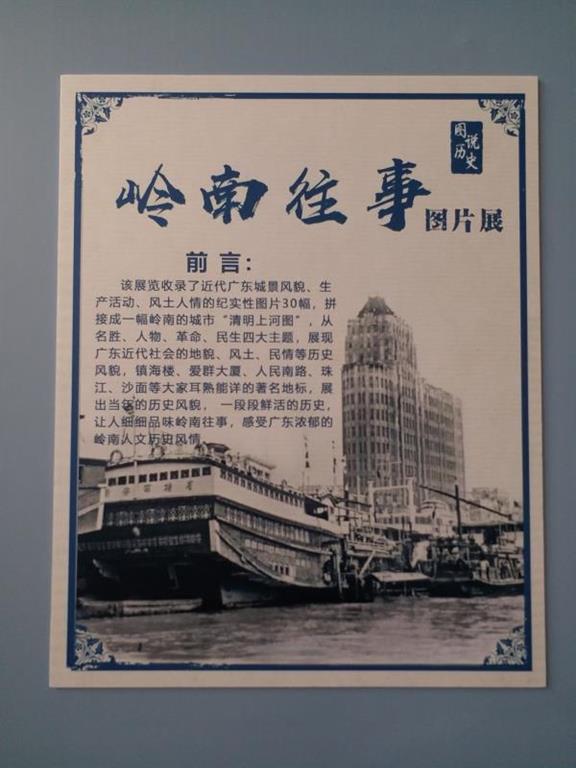 图说
历史
岭南往事
图片展
前言：
该展览收录了近代广东城景风貌、生
产活动、风土人情的纪实性图片30幅，拼
接成一幅岭南的城市“清明上河图”，从
名胜、人物、革命、民生四大主题，展现
广东近代社会的地貌、风土、民情等历史
风貌，镇海楼、爱群大厦、人民南路、珠
江、沙面等大家耳熟能详的著名地标，展
出当年的历史风貌，一段段鲜活的历史，
让人细细品味岭南往事，感受广东浓郁的
岭南人文历史风情